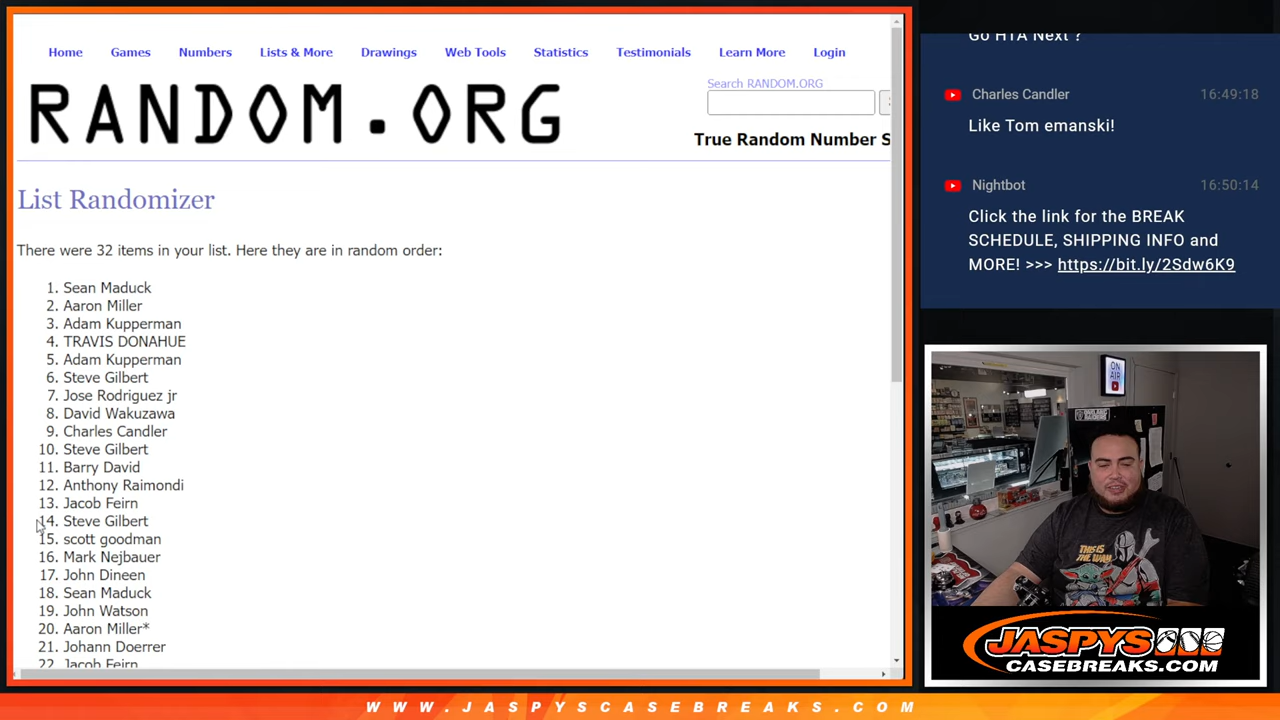 Home Games Numbers Lists & More Drawings Web Tools Statistics Testimonials Learn More Login
RANDOM.ORG
Search RANDOM.ORG
True Random Number S
List Randomizer
There were 32 items in your list. Here they are in random order:
1. Sean Maduck
2. Aaron Miller
3. Adam Kupperman
4. TRAVIS DONAHUE
5. Adam Kupperman
6. Steve Gilbert
7. Jose Rodriguez jr
8. David Wakuzawa
9. Charles Candler
10. Steve Gilbert
11. Barry David
12. Anthony Raimondi
13. Jacob Feirn
14. Steve Gilbert
15. scott goodman
16. Mark Nejbauer
17. John Dineen
18. Sean Maduck
19. John Watson
20. Aaron Miller*
21. Johann Doerrer
22. Jacob Feirn
Go HTA Next ?
Charles Candler 16:49:18
Like Tom emanski!
Nightbot 16:50:14
Click the link for the BREAK
SCHEDULE, SHIPPING INFO and
MORE! >>> https://bit.ly/2Sdw6K9
ON
AIR
THIS IS
THE WAY
JASPYS
CASEBREAKS.COM
WWW.JASPYSCASEBREAKS.COM